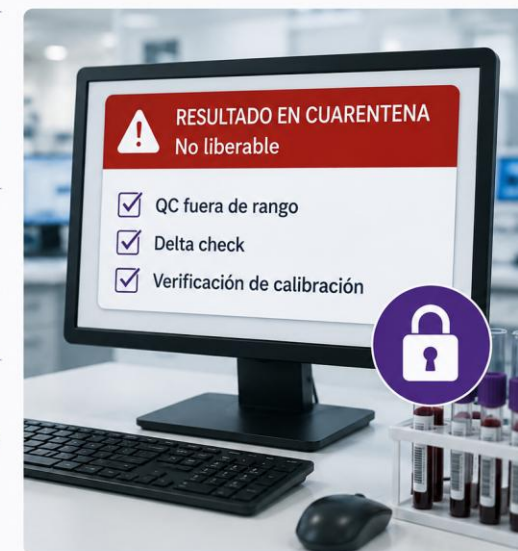 RESULTADO EN CUARENTENA
No liberable
QC fuera de rango
Delta check
Verificación de calibración